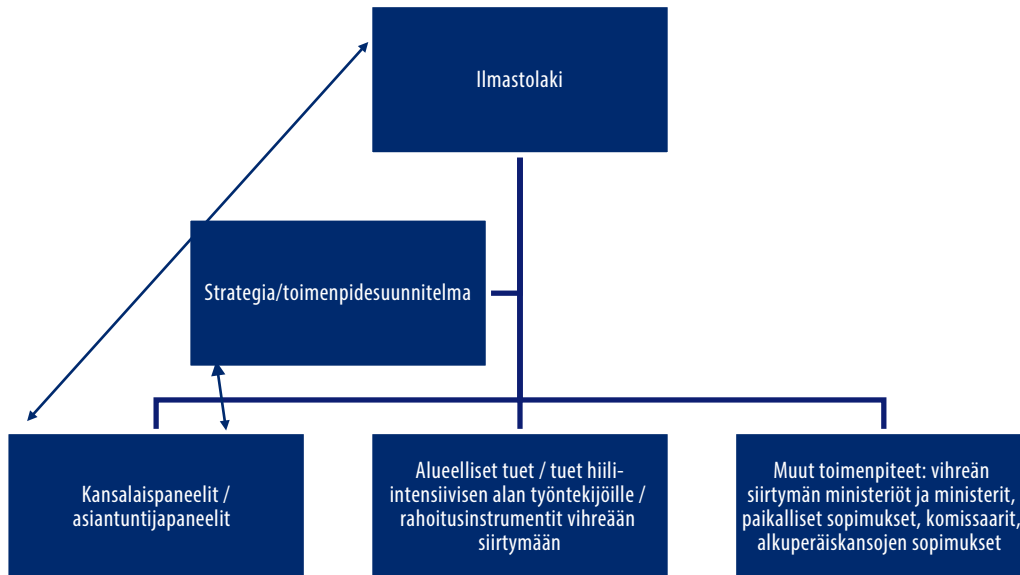 Ilmastolaki
Strategia/toimenpidesuunnitelma
Kansalaispaneelit /
asiantuntijapaneelit
Alueelliset tuet / tuet hiili-
intensiivisen alan työntekijöille /
rahoitusinstrumentit vihreään
siirtymään
Muut toimenpiteet: vihreän
siirtymän ministeriöt ja ministerit,
paikalliset sopimukset, komissaarit,
alkuperäiskansojen sopimukset